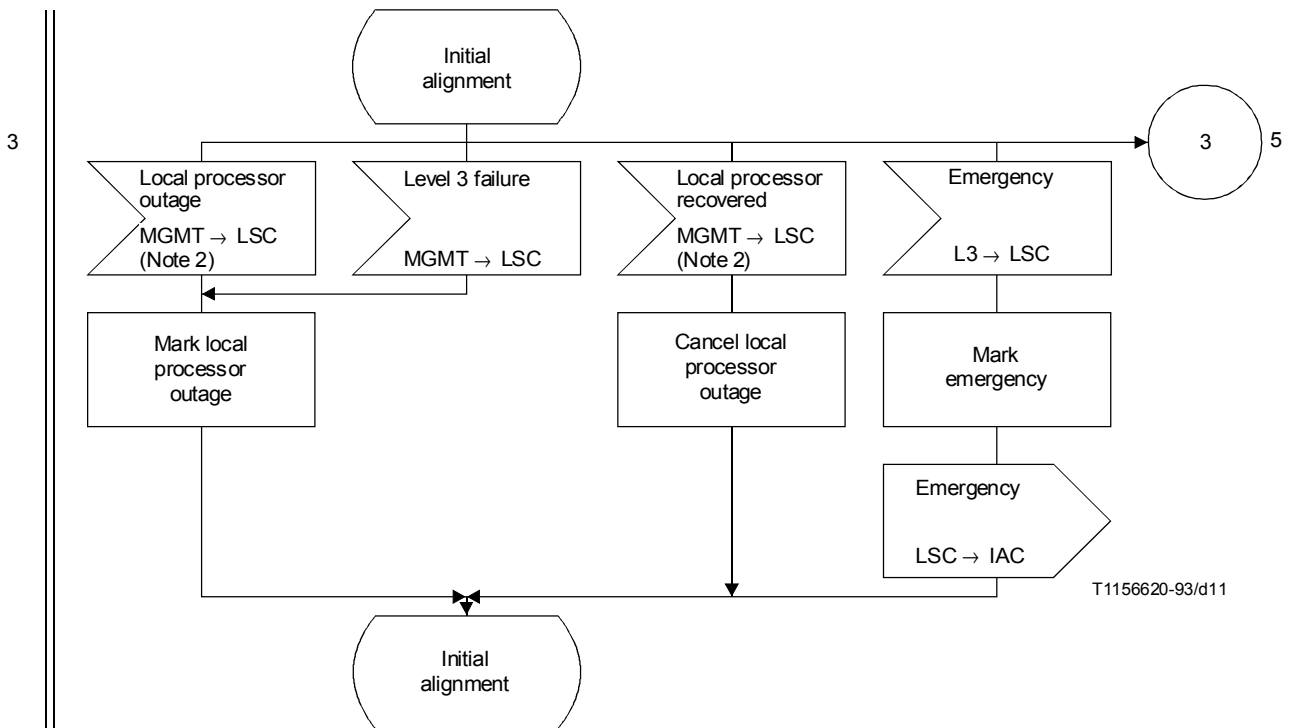 Initial
alignment
3
3
5
Local processor
outage
MGMT → LSC
(Note 2)
Level 3 failure
MGMT → LSC
Local processor
recovered
MGMT → LSC
(Note 2)
Emergency
L3 → LSC
Mark local
processor
outage
Cancel local
processor
outage
Mark
emergency
Emergency
LSC → IAC
T1156620-93/d11
Initial
alignment